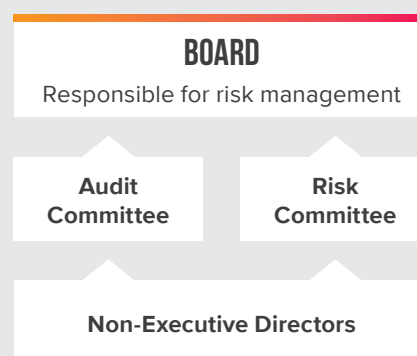 BOARD
Responsible for risk management
Audit
Committee
Risk
Committee
Non-Executive Directors